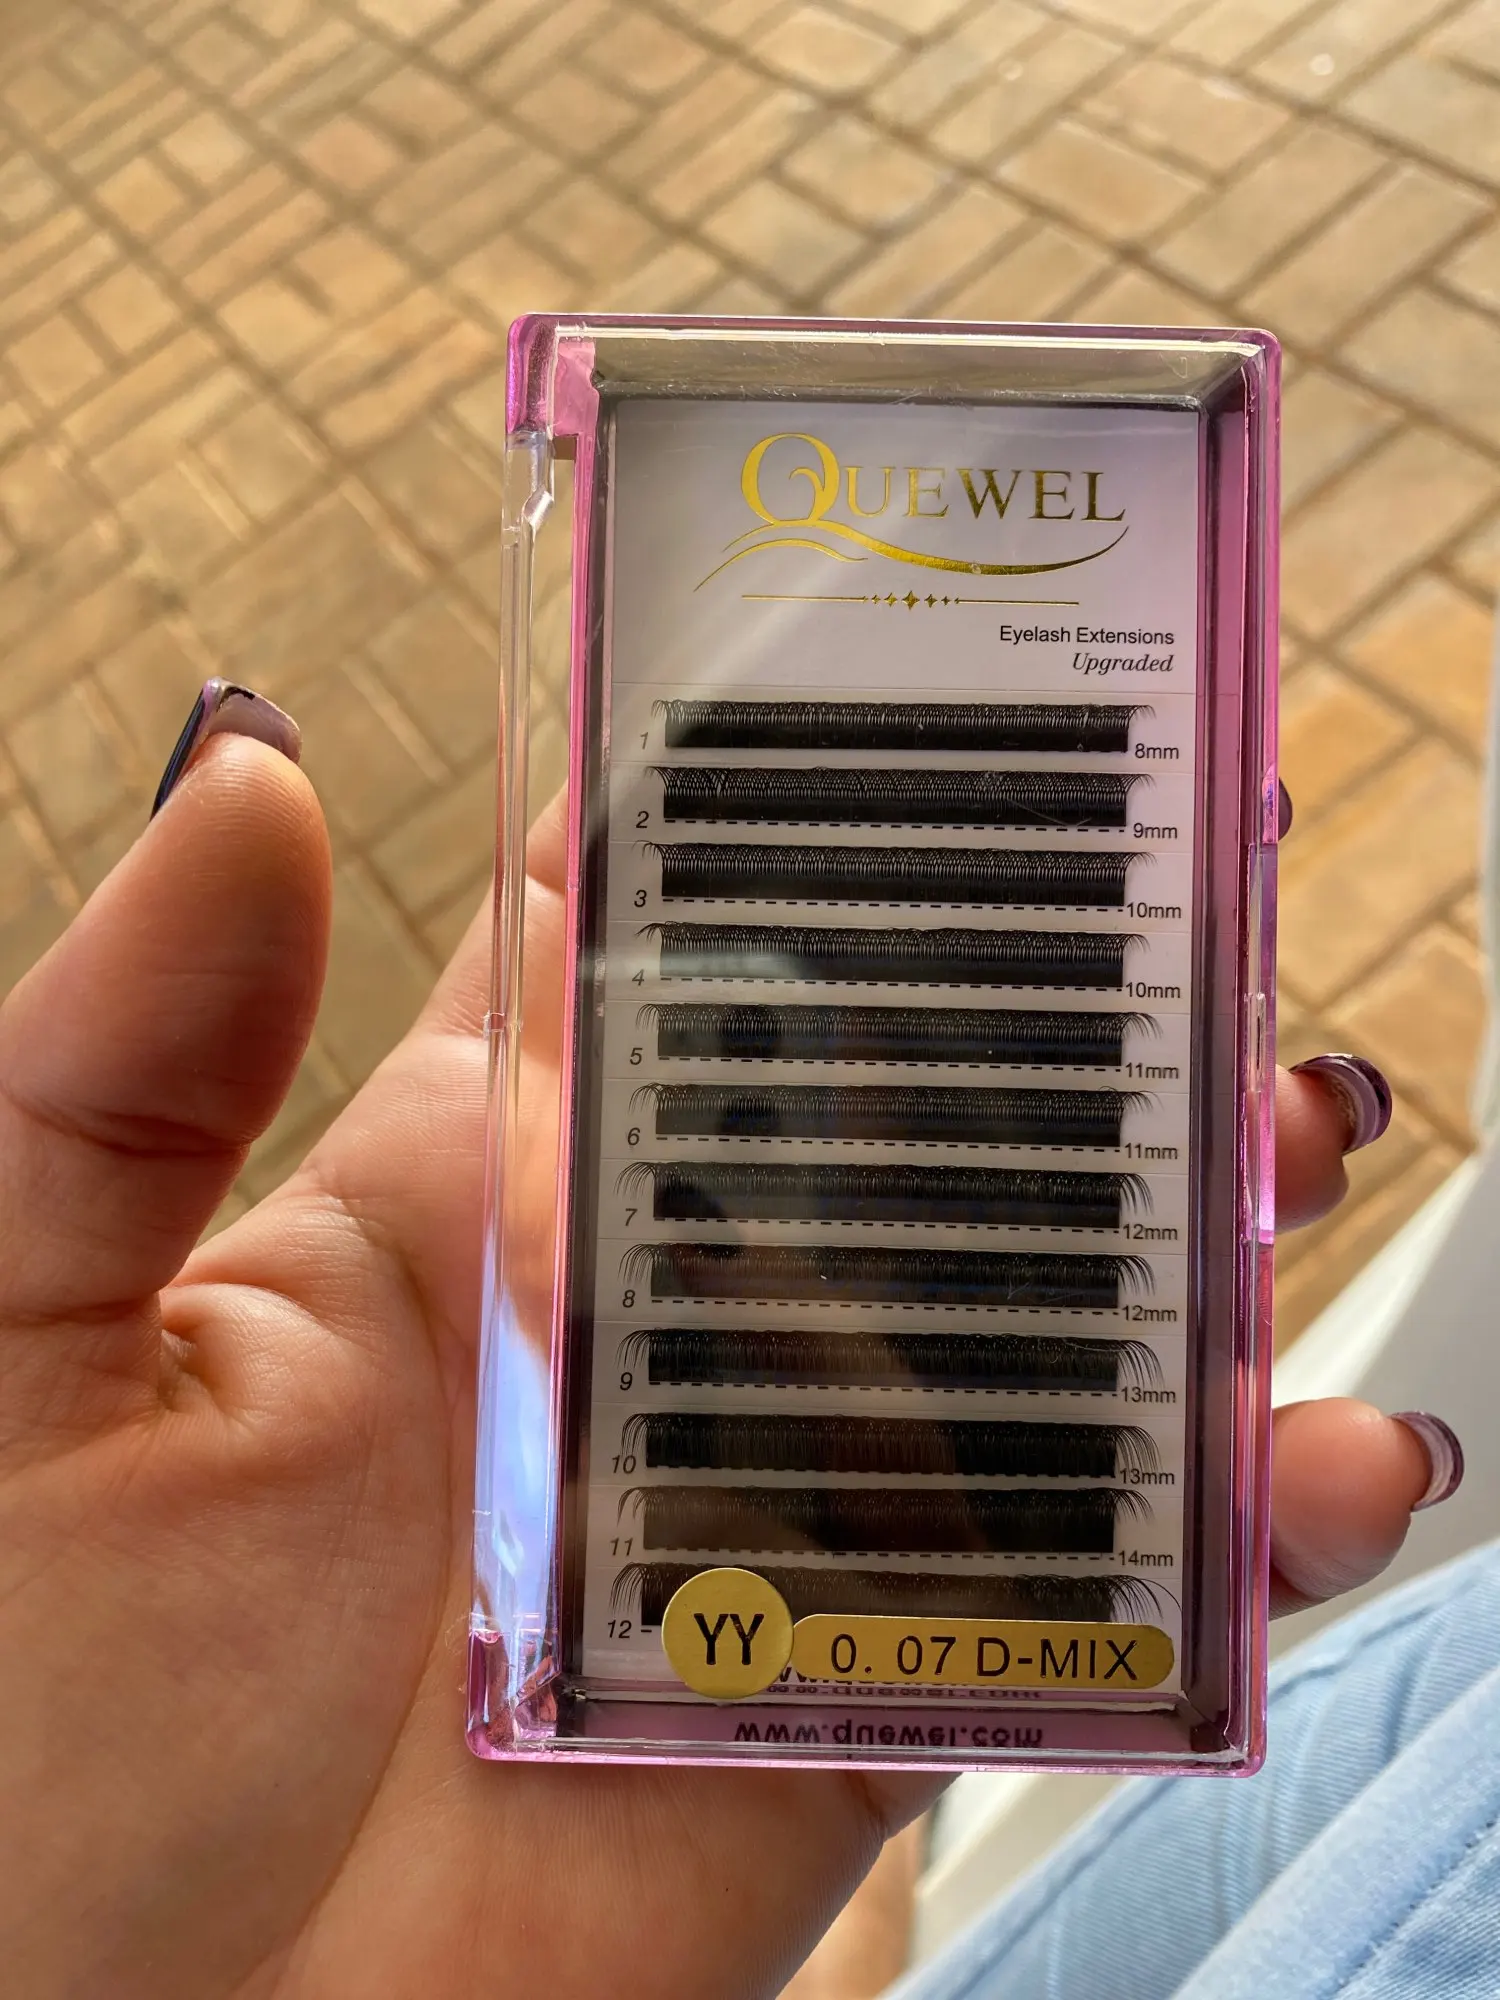 QUEWEL
Eyelash Extensions
Upgraded
1 8mm
2 9mm
3 10mm
4 10mm
5 11mm
6 11mm
7 12mm
8 12mm
9 13mm
10 13mm
11 14mm
12
YY 0.07 D-MIX
www.quewel.com